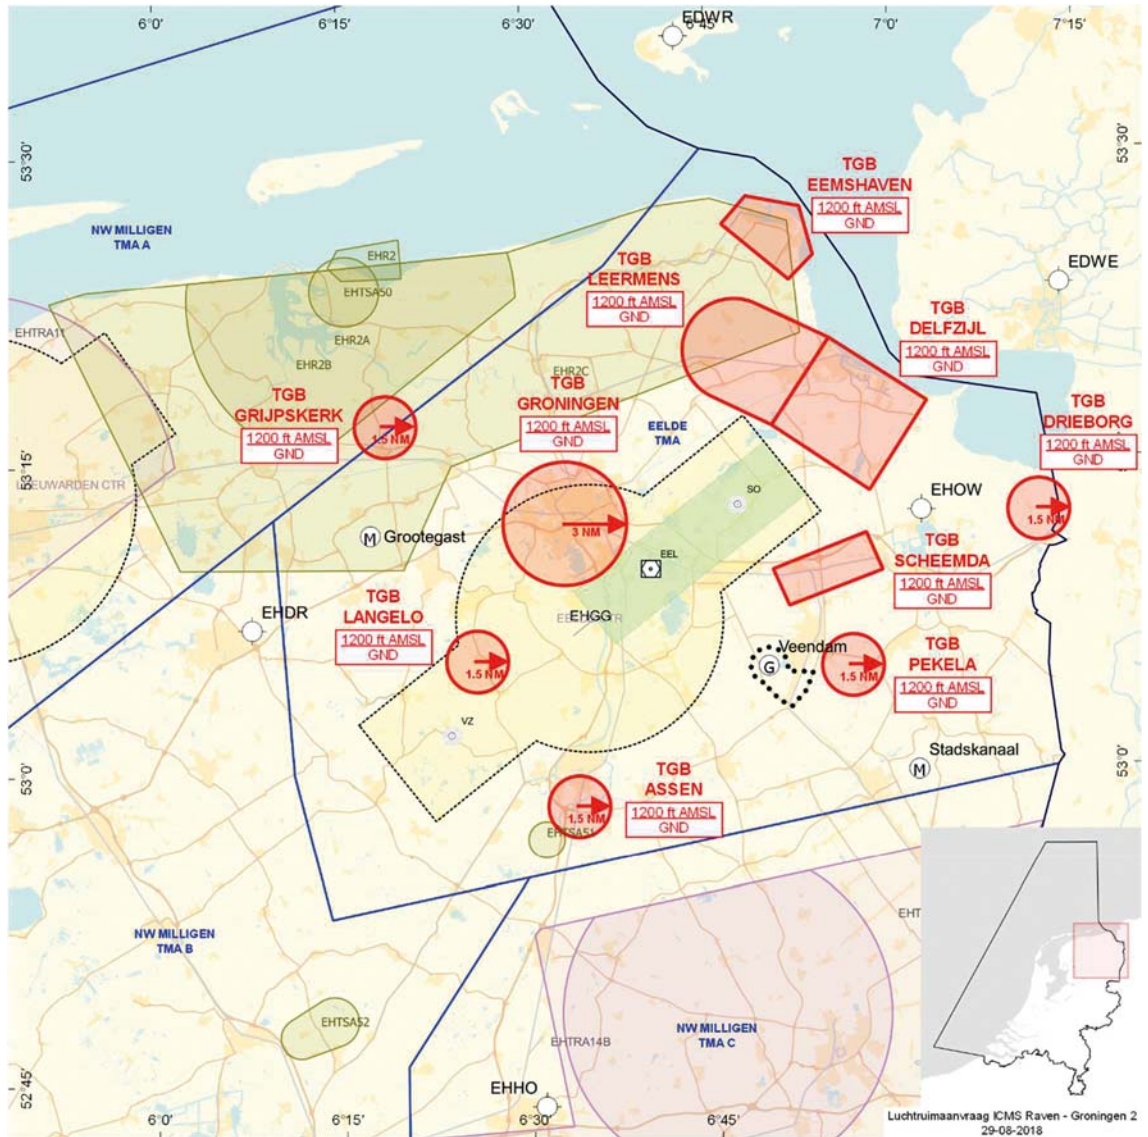 6°0'
6°15'
6°30'
6°45'
7°0'
7°15'
EDWR
53°30'
53°30'
TGB
EEMSHAVEN
1200 ft AMSL
GND
NW MILLIGEN
TMA A
EHR2
EHTSA50
TGB
LEERMENS
1200 ft AMSL
GND
EDWE
TGB
DELFZIJL
1200 ft AMSL
GND
EHTRA11
EHR2A
EHR2B
EHR2C
TGB
GRIJPSKERK
1200 ft AMSL
GND
1.5 NM
TGB
GRONINGEN
1200 ft AMSL
GND
EELDE
TMA
TGB
DRIEBORG
1200 ft AMSL
GND
53°15'
53°15'
LEEUWARDEN CTR
SO
EHOW
1.5 NM
M
Grootegast
3 NM
EEL
TGB
SCHEEMDA
1200 ft AMSL
GND
EHDR
TGB
LANGELO
1200 ft AMSL
GND
1.5 NM
EHGG
G
Veendam
1.5 NM
TGB
PEKELA
1200 ft AMSL
GND
VZ
Stadskanaal
M
53°0'
53°0'
TGB
ASSEN
1200 ft AMSL
GND
1.5 NM
EHTSA51
NW MILLIGEN
TMA B
EHT
EHTSA52
EHTRA14B
NW MILLIGEN
TMA C
52°45'
EHHO
6°0'
6°15'
6°30'
6°45'
Luchtruimaanvraag ICMS Raven - Groningen 2
29-08-2018